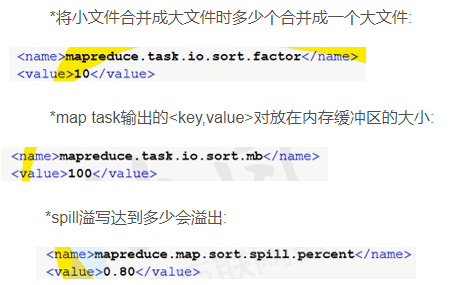 *将小文件合并成大文件时多少个合并成一个大文件:
<name>mapreduce.task.io.sort.factor</name>
<value>10</value>
*map task输出的<key,value>对放在内存缓冲区的大小:
<name>mapreduce.task.io.sort.mb</name>
<value>100</value>
*spill溢写达到多少会溢出:
<name>mapreduce.map.sort.spill.percent</name>
<value>0.80</value>